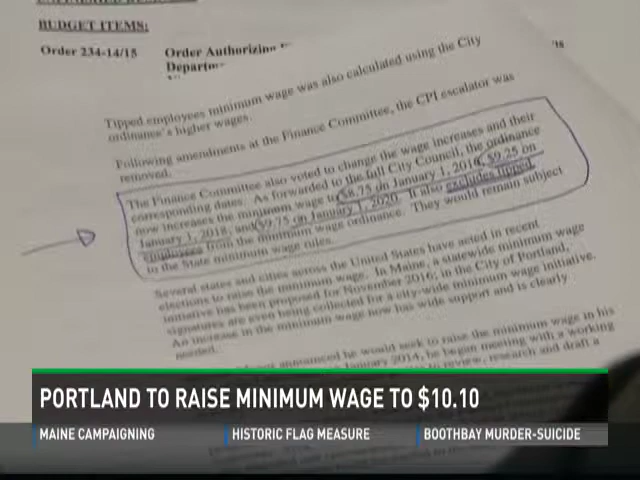 BUDGET ITEMS:
Order 234-14/15 Order Authorizing
Departm
Tipped employees minimum wage was also calculated using the City
ordinance's higher wages.
Following amendments at the Finance Committee, the CPI escalator was
removed.
The Finance Committee also voted to change the wage increases and their
corresponding dates. As forwarded to the full City Council, the ordinance
now increases the minimum wage to $8.75 on January 1, 2016, $9.25 on
January 1, 2018, and $9.75 on January 1, 2020. It also excludes tipped
employees from the minimum wage ordinance. They would remain subject
to the State minimum wage rules.
Several states and cities across the United States have acted in recent
elections to raise the minimum wage. In Maine, a statewide minimum wage
initiative has been proposed for November 2016; in the City of Portland,
signatures are even being collected for a city-wide minimum wage initiative.
An increase in the minimum wage now has wide support and is clearly
needed.
announced he would seek to raise the minimum wage in his
January 2014, he began meeting with a working
to review, research and draft a
PORTLAND TO RAISE MINIMUM WAGE TO $10.10
MAINE CAMPAIGNING HISTORIC FLAG MEASURE BOOTHBAY MURDER-SUICIDE